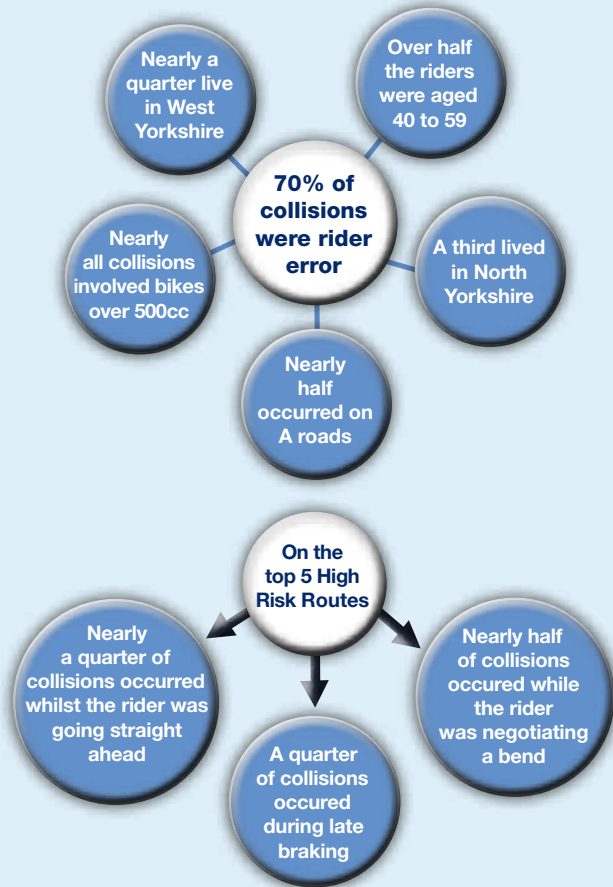 Nearly a
quarter live
in West
Yorkshire
Over half
the riders
were aged
40 to 59
70% of
collisions
were rider
error
Nearly
all collisions
involved bikes
over 500cc
A third lived
in North
Yorkshire
Nearly
half
occurred on
A roads
On the
top 5 High
Risk Routes
Nearly
a quarter of
collisions occurred
whilst the rider was
going straight
ahead
A quarter
of collisions
occured
during late
braking
Nearly half
of collisions
occured while
the rider
was negotiating
a bend